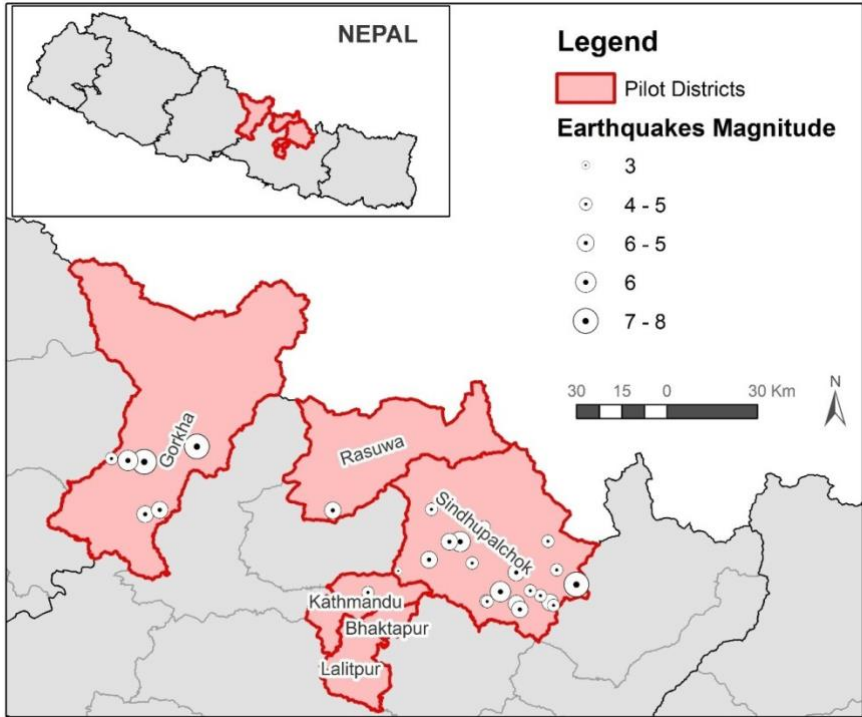 NEPAL
Legend
Pilot Districts
Earthquakes Magnitude
3
4 - 5
6 - 5
6
7 - 8
30 15 0 30 Km
N
Gorkha
Rasuwa
Sindhupalchok
Kathmandu
Bhaktapur
Lalitpur